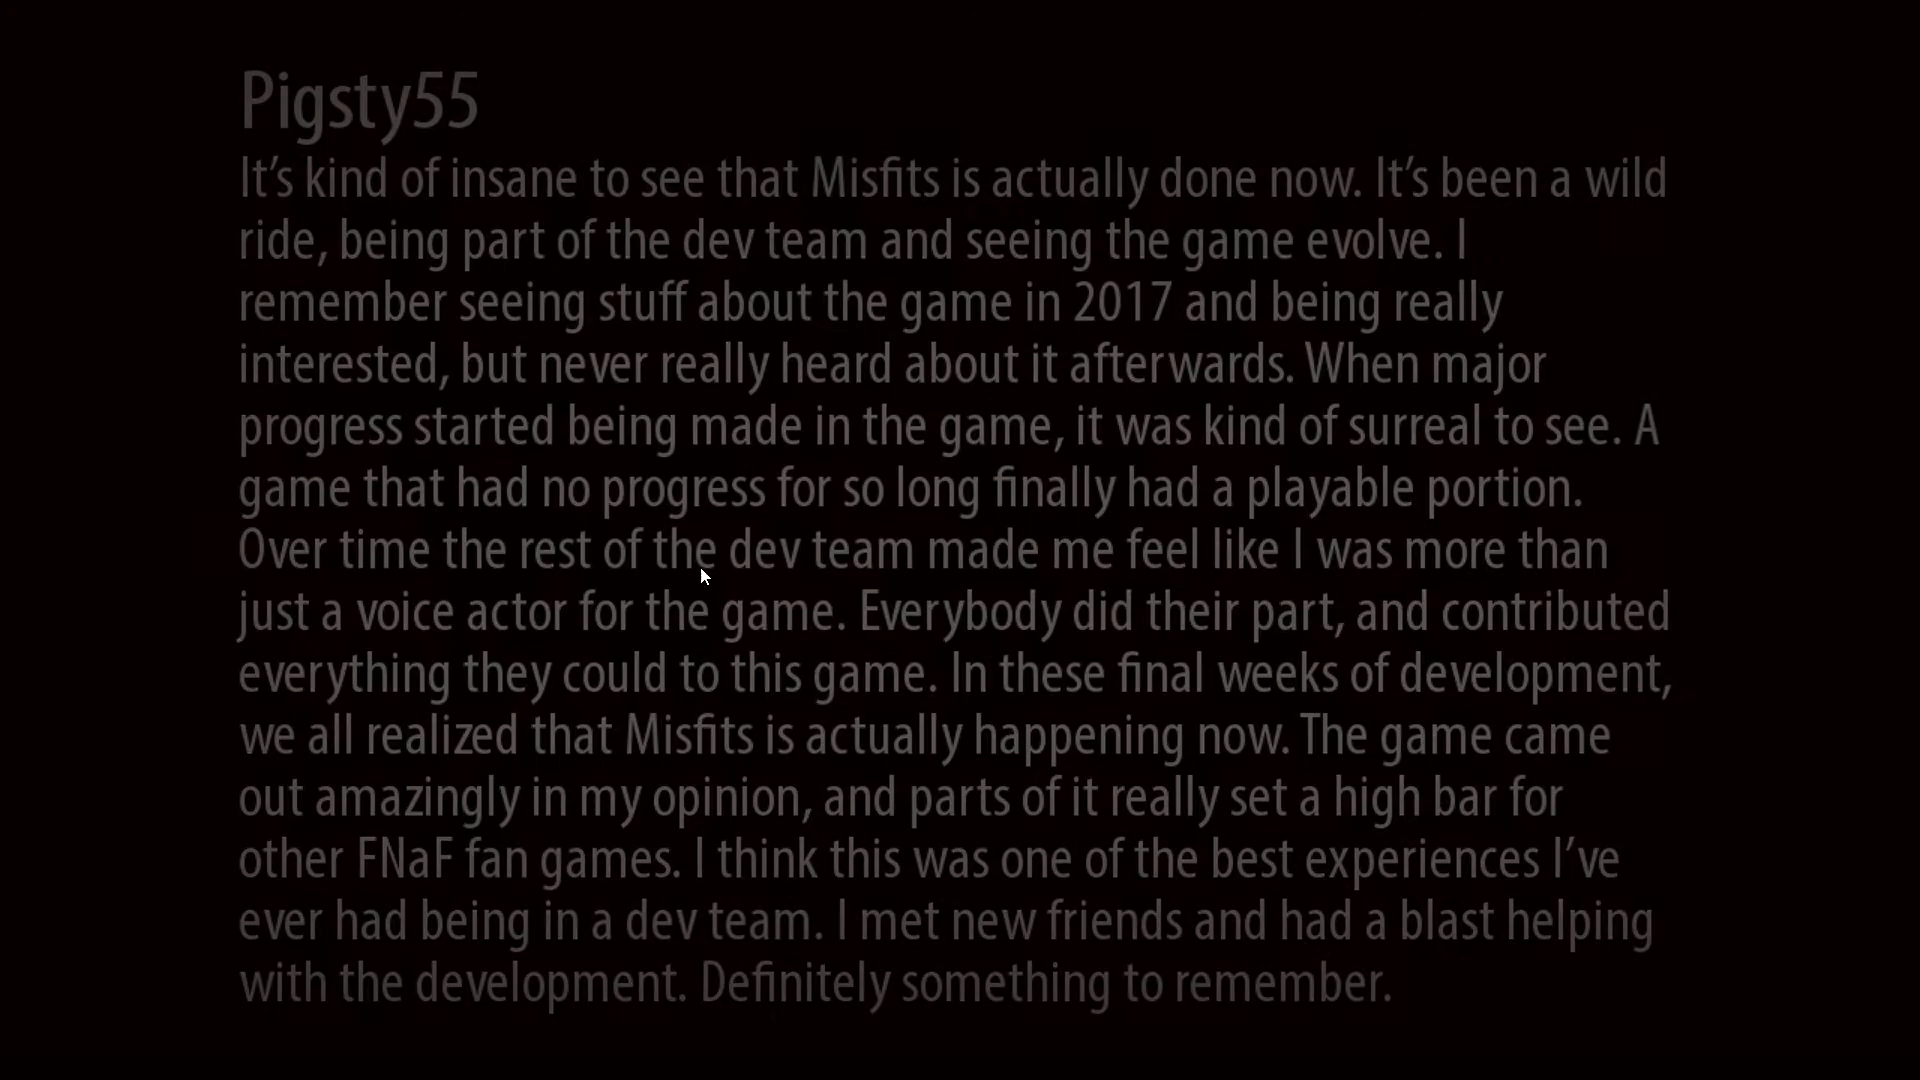 Pigsty55
It’s kind of insane to see that Misfits is actually done now. It’s been a wild
ride, being part of the dev team and seeing the game evolve. I
remember seeing stuff about the game in 2017 and being really
interested, but never really heard about it afterwards. When major
progress started being made in the game, it was kind of surreal to see. A
game that had no progress for so long finally had a playable portion.
Over time the rest of the dev team made me feel like I was more than
just a voice actor for the game. Everybody did their part, and contributed
everything they could to this game. In these final weeks of development,
we all realized that Misfits is actually happening now. The game came
out amazingly in my opinion, and parts of it really set a high bar for
other FNaF fan games. I think this was one of the best experiences I’ve
ever had being in a dev team. I met new friends and had a blast helping
with the development. Definitely something to remember.